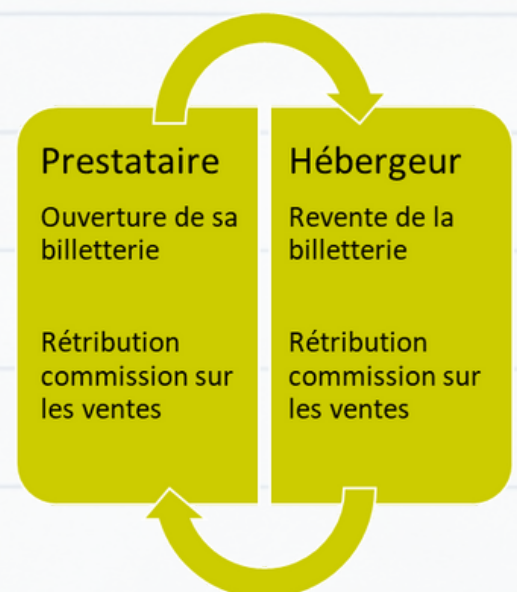 Prestataire
Ouverture de sa
billetterie
Rétribution
commission sur
les ventes
Hébergeur
Revente de la
billetterie
Rétribution
commission sur
les ventes